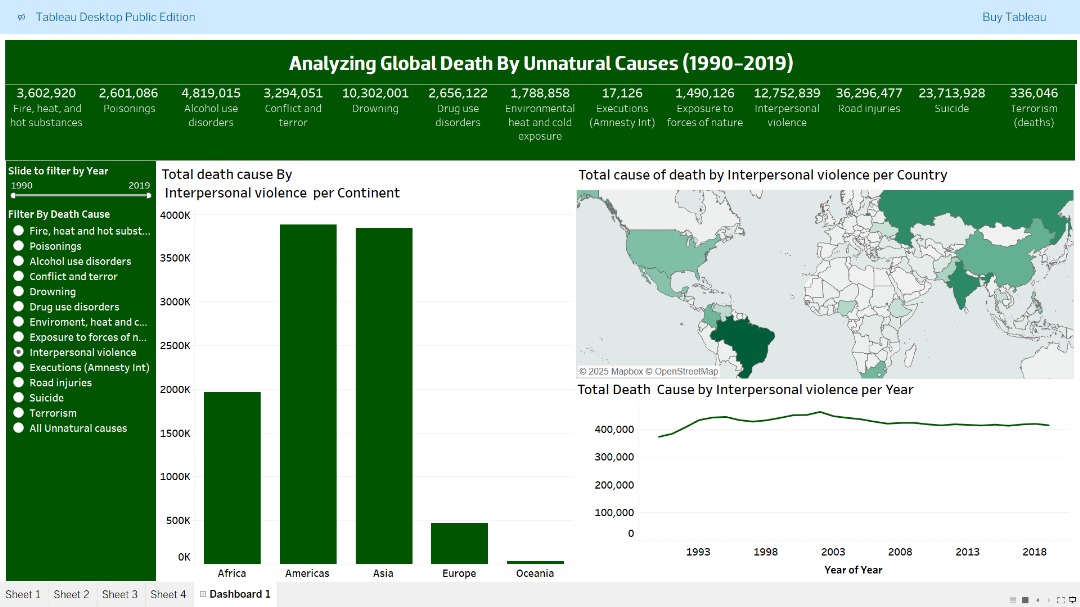 Tableau Desktop Public Edition
Buy Tableau
Analyzing Global Death By Unnatural Causes (1990-2019)
3,602,920
Fire, heat, and
hot substances
2,601,086
Poisonings
4,819,015
Alcohol use
disorders
3,294,051
Conflict and
terror
10,302,001
Drowning
2,656,122
Drug use
disorders
1,788,858
Environmental
heat and cold
exposure
17,126
Executions
(Amnesty Int)
1,490,126
Exposure to
forces of nature
12,752,839
Interpersonal
violence
36,296,477
Road injuries
23,713,928
Suicide
336,046
Terrorism
(deaths)
Slide to filter by Year
1990
2019
Filter By Death Cause
Fire, heat and hot subst...
Poisonings
Alcohol use disorders
Conflict and terror
Drowning
Drug use disorders
Enviroment, heat and c...
Exposure to forces of n...
Interpersonal violence
Executions (Amnesty Int)
Road injuries
Suicide
Terrorism
All Unnatural causes
Total death cause By
Interpersonal violence per Continent
4000K
3500K
3000K
2500K
2000K
1500K
1000K
500K
0K
Africa
Americas
Asia
Europe
Oceania
Total cause of death by Interpersonal violence per Country
© 2025 Mapbox © OpenStreetMap
Total Death Cause by Interpersonal violence per Year
400,000
300,000
200,000
100,000
0
1993
1998
2003
2008
2013
2018
Year of Year
Sheet 1
Sheet 2
Sheet 3
Sheet 4
Dashboard 1